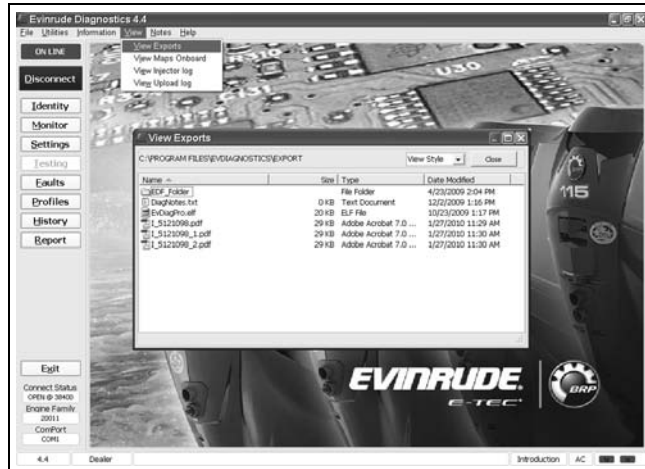 Evinrude Diagnostics 4.4
File Utilities Information View Notes Help
View Exports
View Maps Onboard
View Injector log
View Upload log
ON LINE
Disconnect
Identity
Monitor
Settings
Testing
Faults
Profiles
History
Report
Exit
Connect Status
OPEN @ 38400
Engine Family
20011
ComPort
COM1
U30
View Exports
C:\PROGRAM FILES\EVDIAGNOSTICS\EXPORT View Style Close
Name Size Type Date Modified
EDF_Folder File Folder 4/23/2009 2:04 PM
DiagNotes.txt 0 KB Text Document 12/2/2009 1:16 PM
EvDiagPro.elf 20 KB ELF File 10/23/2009 1:17 PM
I_5121098.pdf 29 KB Adobe Acrobat 7.0 ... 1/27/2010 11:29 AM
I_5121098_1.pdf 29 KB Adobe Acrobat 7.0 ... 1/27/2010 11:30 AM
I_5121098_2.pdf 29 KB Adobe Acrobat 7.0 ... 1/27/2010 11:30 AM
115
EVINRUDE
E-TEC
BRP
4.4 Dealer Introduction AC